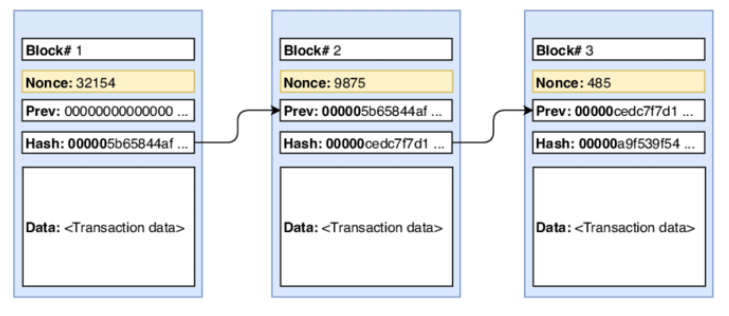 Block# 1
Nonce: 32154
Prev: 00000000000000 ...
Hash: 000005b65844af ...
Data: <Transaction data>
Block# 2
Nonce: 9875
Prev: 000005b65844af ...
Hash: 00000cedc7f7d1 ...
Data: <Transaction data>
Block# 3
Nonce: 485
Prev: 00000cedc7f7d1 ...
Hash: 00000a9f539f54 ...
Data: <Transaction data>